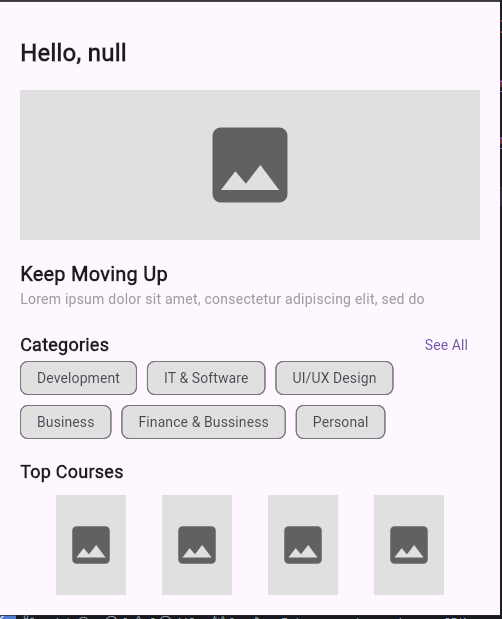 Hello, null
Keep Moving Up
Lorem ipsum dolor sit amet, consectetur adipiscing elit, sed do
Categories
See All
Development
IT & Software
UI/UX Design
Business
Finance & Bussiness
Personal
Top Courses